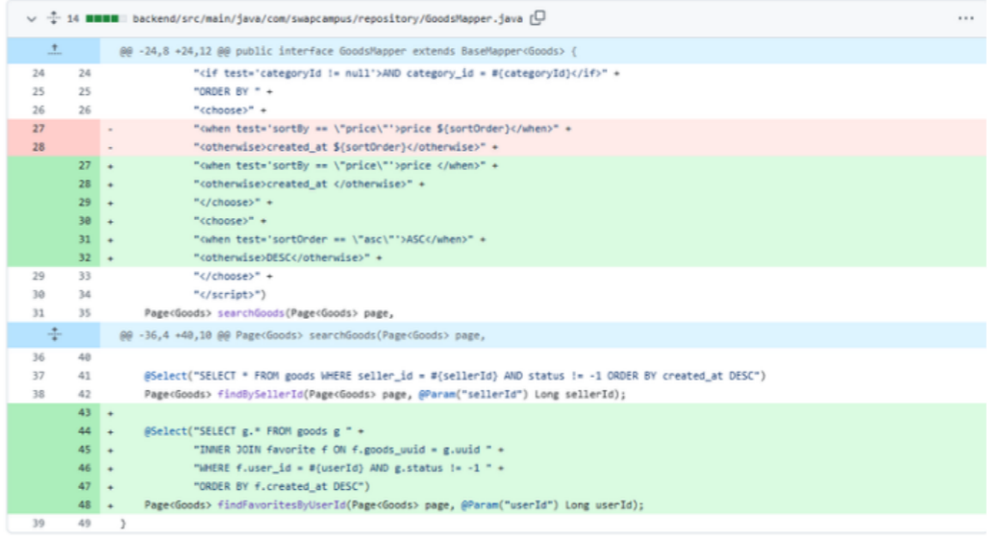 14 backend/src/main/java/com/swapcampus/repository/GoodsMapper.java
@@ -24,8 +24,12 @@ public interface GoodsMapper extends BaseMapper<Goods> {
24 24 "<if test='categoryId != null'>AND category_id = #{categoryId}</if>" +
25 25 "ORDER BY " +
26 26 "<choose>" +
27 - "<when test='sortBy == \"price\"'>price ${sortOrder}</when>" +
28 - "<otherwise>created_at ${sortOrder}</otherwise>" +
27 + "<when test='sortBy == \"price\"'>price </when>" +
28 + "<otherwise>created_at </otherwise>" +
29 + "</choose>" +
30 + "<choose>" +
31 + "<when test='sortOrder == \"asc\"'>ASC</when>" +
32 + "<otherwise>DESC</otherwise>" +
29 33 "</choose>" +
30 34 "</script>")
31 35 Page<Goods> searchGoods(Page<Goods> page,
@@ -36,4 +40,10 @@ Page<Goods> searchGoods(Page<Goods> page,
36 40
37 41 @Select("SELECT * FROM goods WHERE seller_id = #{sellerId} AND status != -1 ORDER BY created_at DESC")
38 42 Page<Goods> findBySellerId(Page<Goods> page, @Param("sellerId") Long sellerId);
43 +
44 + @Select("SELECT g.* FROM goods g " +
45 + "INNER JOIN favorite f ON f.goods_uuid = g.uuid " +
46 + "WHERE f.user_id = #{userId} AND g.status != -1 " +
47 + "ORDER BY f.created_at DESC")
48 + Page<Goods> findFavoritesByUserId(Page<Goods> page, @Param("userId") Long userId);
39 49 }